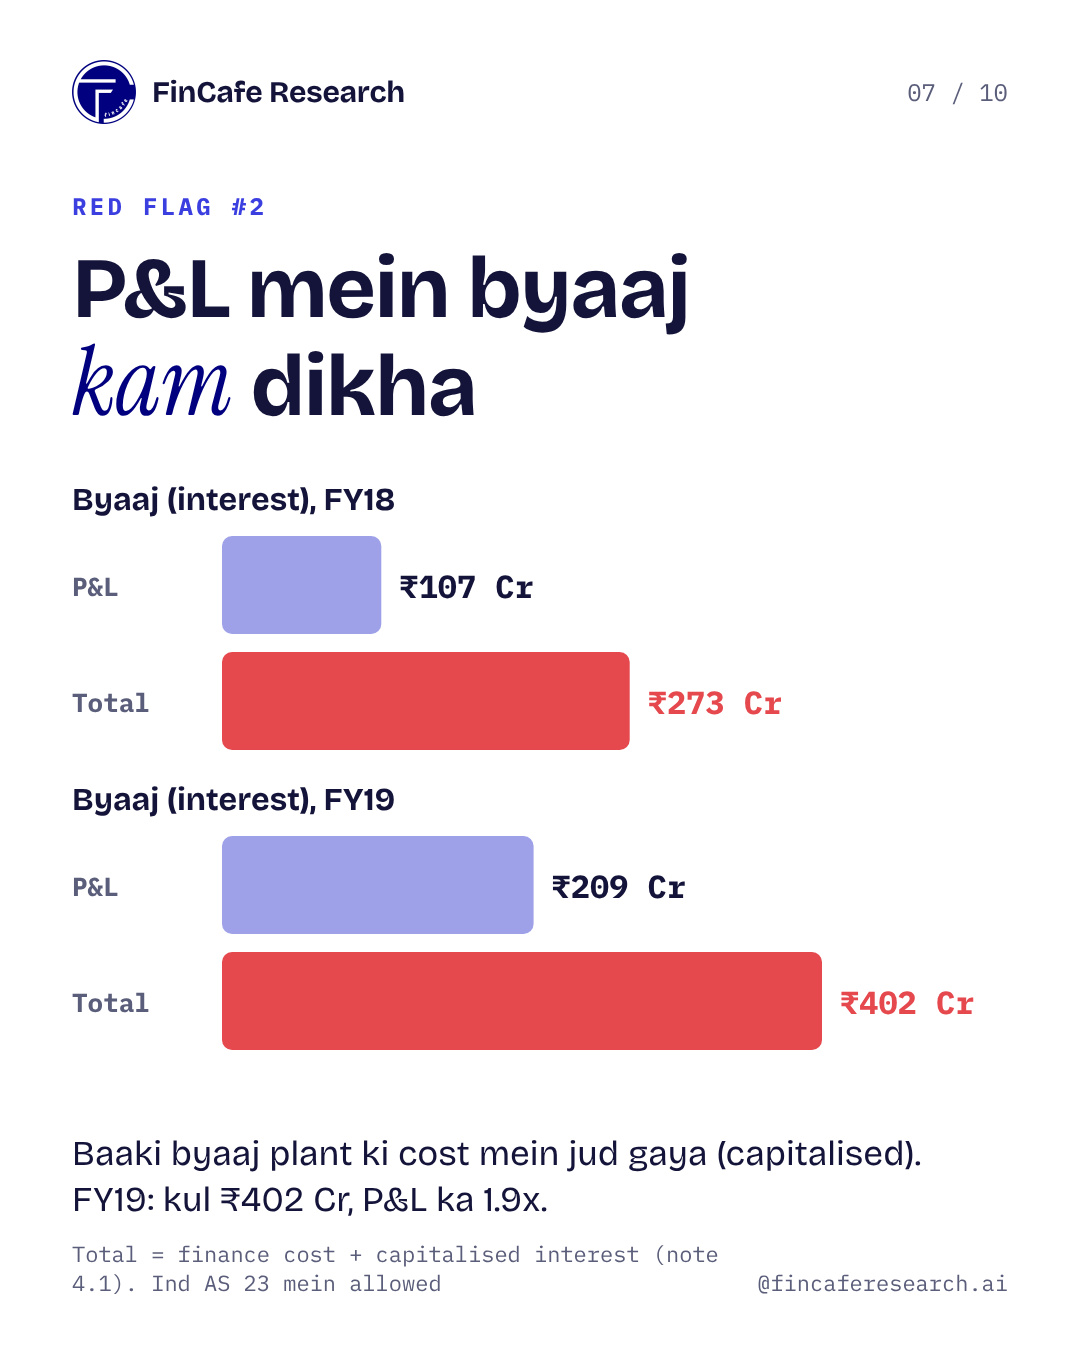 fincafe
FinCafe Research
07 / 10
RED FLAG #2
P&L mein byaaj
kam dikha
Byaaj (interest), FY18
P&L
₹107 Cr
Total
₹273 Cr
Byaaj (interest), FY19
P&L
₹209 Cr
Total
₹402 Cr
Baaki byaaj plant ki cost mein jud gaya (capitalised).
FY19: kul ₹402 Cr, P&L ka 1.9x.
Total = finance cost + capitalised interest (note
4.1). Ind AS 23 mein allowed
@fincaferesearch.ai